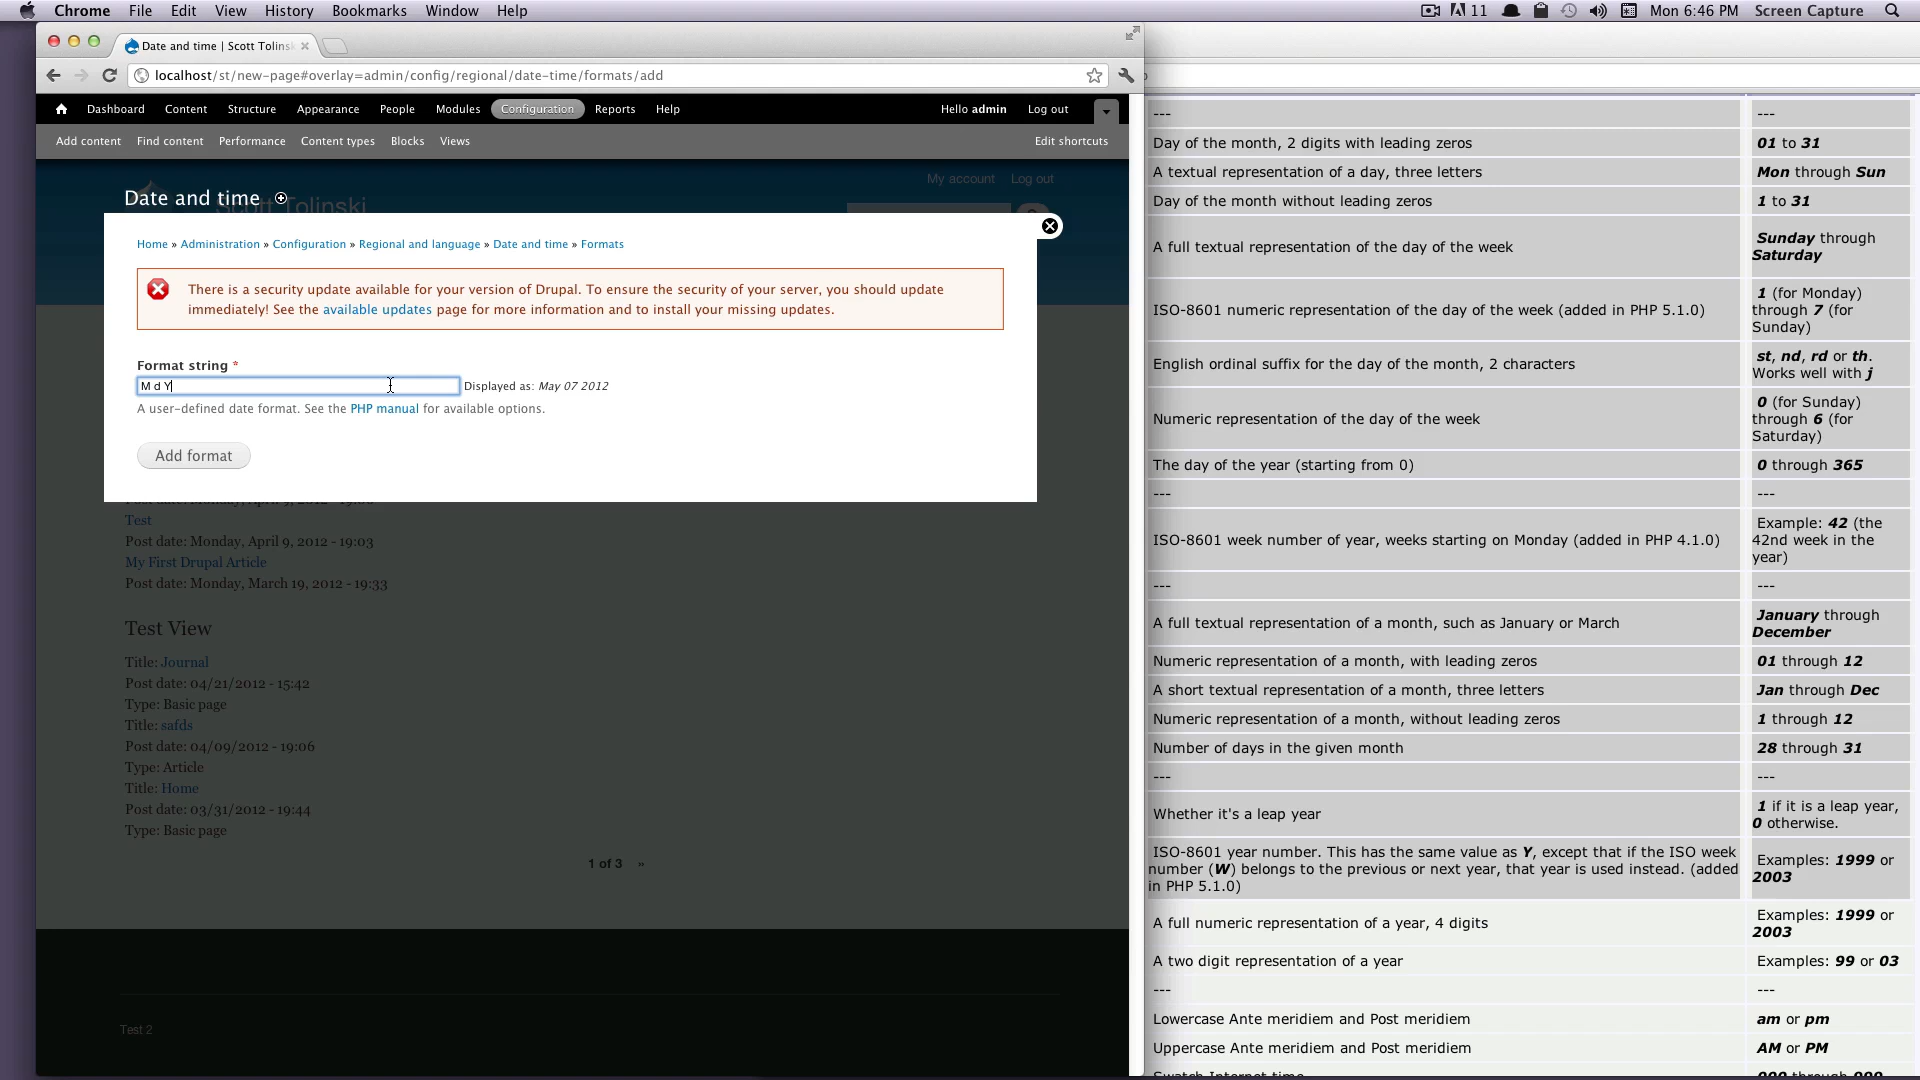 Chrome File Edit View History Bookmarks Window Help
11 Mon 6:46 PM Screen Capture
Date and time | Scott Tolinsk
localhost/st/new-page#overlay=admin/config/regional/date-time/formats/add
Dashboard Content Structure Appearance People Modules Configuration Reports Help
Hello admin Log out
Add content Find content Performance Content types Blocks Views
Edit shortcuts
My account Log out
Date and time
Scott Tolinski
Home » Administration » Configuration » Regional and language » Date and time » Formats
There is a security update available for your version of Drupal. To ensure the security of your server, you should update
immediately! See the available updates page for more information and to install your missing updates.
Format string *
M d Y
Displayed as: May 07 2012
A user-defined date format. See the PHP manual for available options.
Add format
Test
Post date: Monday, April 9, 2012 - 19:03
My First Drupal Article
Post date: Monday, March 19, 2012 - 19:33
Test View
Title: Journal
Post date: 04/21/2012 - 15:42
Type: Basic page
Title: safds
Post date: 04/09/2012 - 19:06
Type: Article
Title: Home
Post date: 03/31/2012 - 19:44
Type: Basic page
1 of 3 »
Test 2
--- ---
Day of the month, 2 digits with leading zeros 01 to 31
A textual representation of a day, three letters Mon through Sun
Day of the month without leading zeros 1 to 31
A full textual representation of the day of the week Sunday through
Saturday
ISO-8601 numeric representation of the day of the week (added in PHP 5.1.0) 1 (for Monday)
through 7 (for
Sunday)
English ordinal suffix for the day of the month, 2 characters st, nd, rd or th.
Works well with j
Numeric representation of the day of the week 0 (for Sunday)
through 6 (for
Saturday)
The day of the year (starting from 0) 0 through 365
--- ---
ISO-8601 week number of year, weeks starting on Monday (added in PHP 4.1.0) Example: 42 (the
42nd week in the
year)
--- ---
A full textual representation of a month, such as January or March January through
December
Numeric representation of a month, with leading zeros 01 through 12
A short textual representation of a month, three letters Jan through Dec
Numeric representation of a month, without leading zeros 1 through 12
Number of days in the given month 28 through 31
--- ---
Whether it's a leap year 1 if it is a leap year,
0 otherwise.
ISO-8601 year number. This has the same value as Y, except that if the ISO week
number (W) belongs to the previous or next year, that year is used instead. (added
in PHP 5.1.0)
Examples: 1999 or
2003
A full numeric representation of a year, 4 digits Examples: 1999 or
2003
A two digit representation of a year Examples: 99 or 03
--- ---
Lowercase Ante meridiem and Post meridiem am or pm
Uppercase Ante meridiem and Post meridiem AM or PM
Swatch Internet time 000 through 999